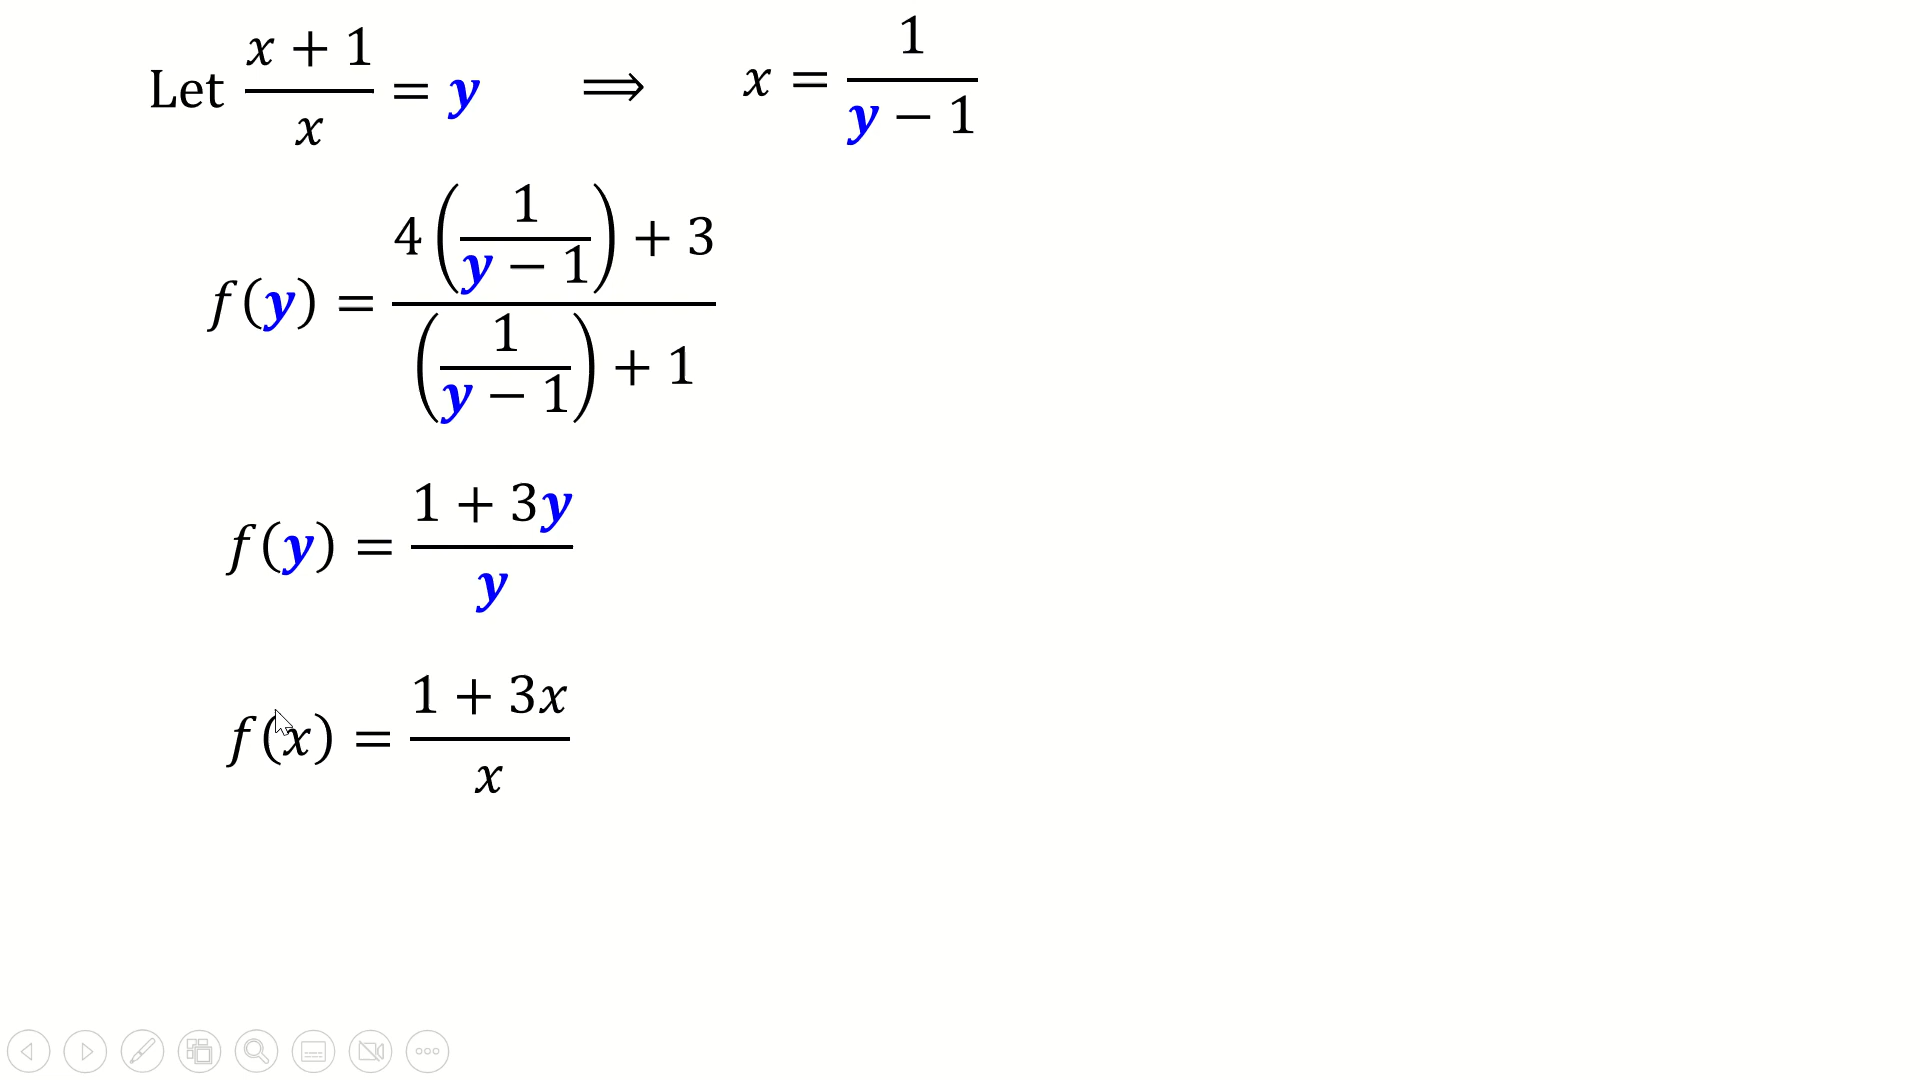 Let (x + 1)/x = y ⟹ x = 1/(y − 1)
f(y) = (4(1/(y − 1)) + 3)/((1/(y − 1)) + 1)
f(y) = (1 + 3y)/y
f(x) = (1 + 3x)/x